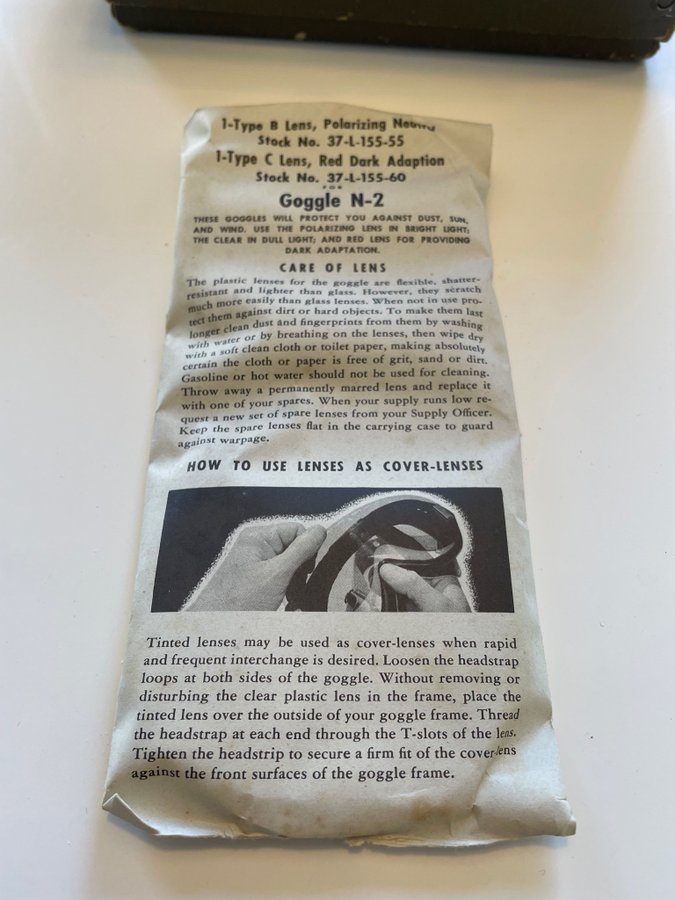 1-Type B Lens, Polarizing Neutral
Stock No. 37-L-155-55
1-Type C Lens, Red Dark Adaption
Stock No. 37-L-155-60
FOR
Goggle N-2
THESE GOGGLES WILL PROTECT YOU AGAINST DUST, SUN,
AND WIND. USE THE POLARIZING LENS IN BRIGHT LIGHT;
THE CLEAR IN DULL LIGHT; AND RED LENS FOR PROVIDING
DARK ADAPTATION.
CARE OF LENS
The plastic lenses for the goggle are flexible, shatter-
resistant and lighter than glass. However, they scratch
much more easily than glass lenses. When not in use pro-
tect them against dirt or hard objects. To make them last
longer clean dust and fingerprints from them by washing
with water or by breathing on the lenses, then wipe dry
with a soft clean cloth or toilet paper, making absolutely
certain the cloth or paper is free of grit, sand or dirt.
Gasoline or hot water should not be used for cleaning.
Throw away a permanently marred lens and replace it
with one of your spares. When your supply runs low re-
quest a new set of spare lenses from your Supply Officer.
Keep the spare lenses flat in the carrying case to guard
against warpage.
HOW TO USE LENSES AS COVER-LENSES
Tinted lenses may be used as cover-lenses when rapid
and frequent interchange is desired. Loosen the headstrap
loops at both sides of the goggle. Without removing or
disturbing the clear plastic lens in the frame, place the
tinted lens over the outside of your goggle frame. Thread
the headstrap at each end through the T-slots of the lens.
Tighten the headstrip to secure a firm fit of the cover-lens
against the front surfaces of the goggle frame.